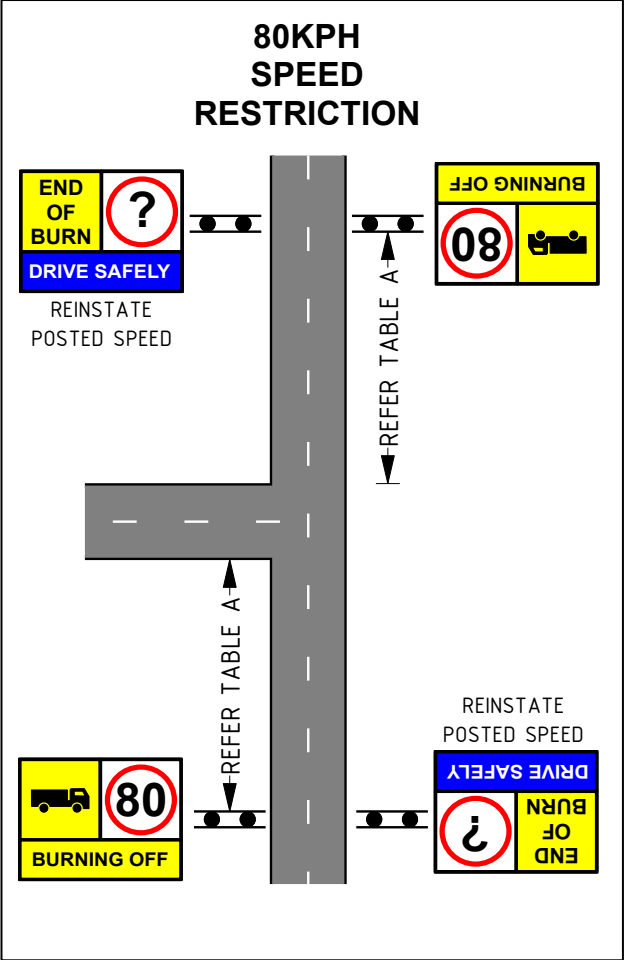 80KPH
SPEED
RESTRICTION
END
OF
BURN
?
DRIVE SAFELY
REINSTATE
POSTED SPEED
BURNING OFF
80
REFER TABLE A
REFER TABLE A
80
BURNING OFF
REINSTATE
POSTED SPEED
DRIVE SAFELY
?
END
OF
BURN